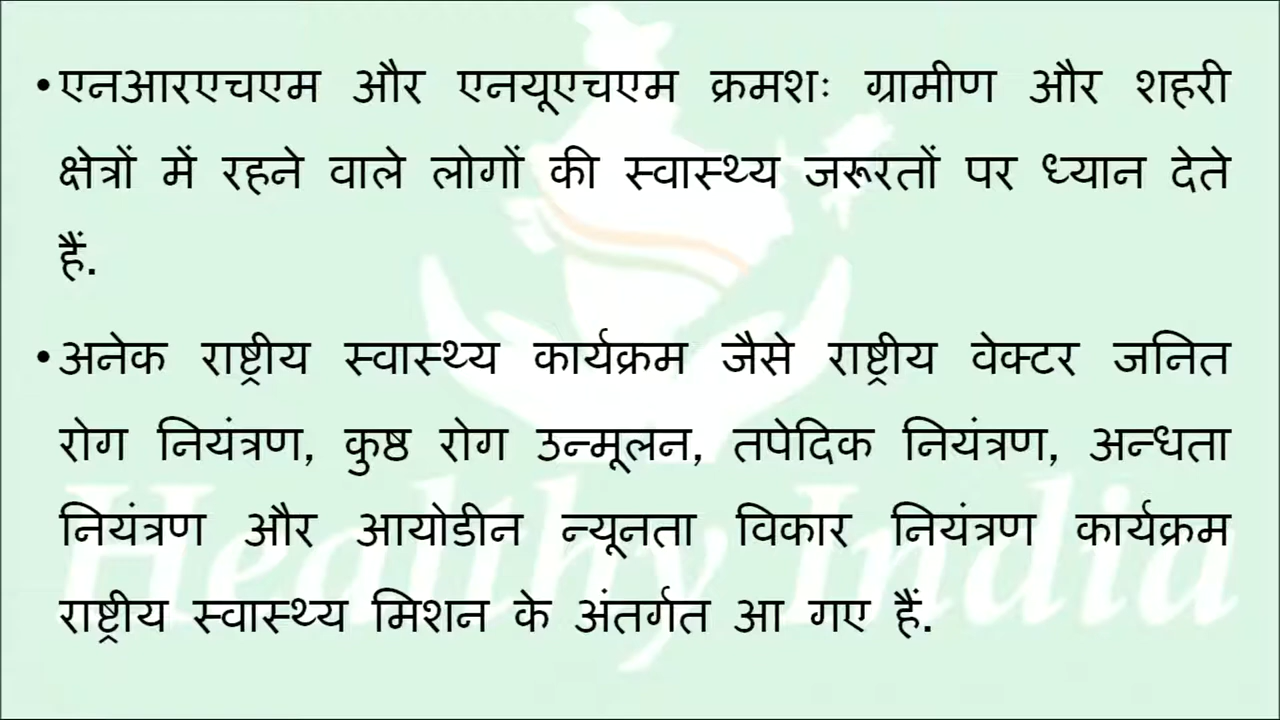 •एनआरएचएम और एनयूएचएम क्रमशः ग्रामीण और शहरी
क्षेत्रों में रहने वाले लोगों की स्वास्थ्य जरूरतों पर ध्यान देते
हैं.
•अनेक राष्ट्रीय स्वास्थ्य कार्यक्रम जैसे राष्ट्रीय वेक्टर जनित
रोग नियंत्रण, कुष्ठ रोग उन्मूलन, तपेदिक नियंत्रण, अन्धता
नियंत्रण और आयोडीन न्यूनता विकार नियंत्रण कार्यक्रम
राष्ट्रीय स्वास्थ्य मिशन के अंतर्गत आ गए हैं.
Healthy India